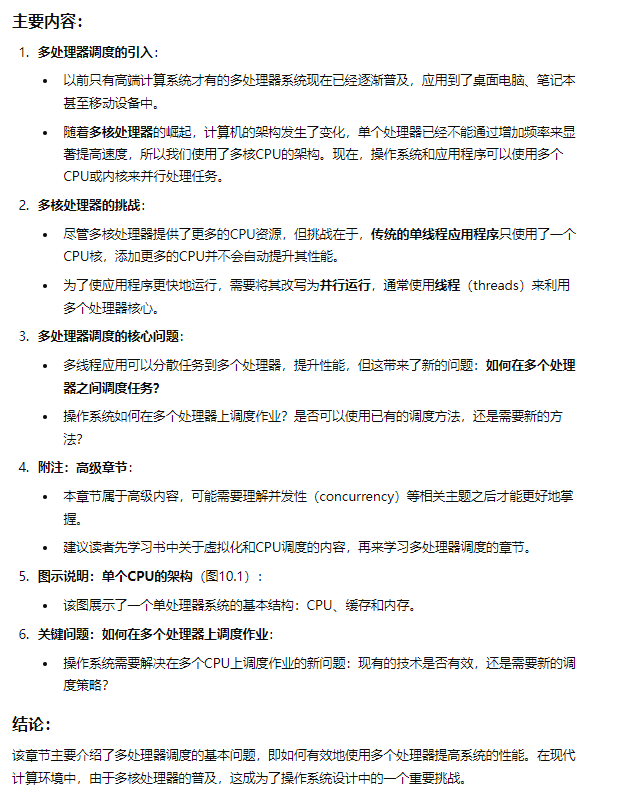 主要内容：
1. 多处理器调度的引入：
• 以前只有高端计算系统才有的多处理器系统现在已经逐渐普及，应用到了桌面电脑、笔记本
甚至移动设备中。
• 随着多核处理器的崛起，计算机的架构发生了变化，单个处理器已经不能通过增加频率来显
著提高速度，所以我们使用了多核CPU的架构。现在，操作系统和应用程序可以使用多个
CPU或内核来并行处理任务。
2. 多核处理器的挑战：
• 尽管多核处理器提供了更多的CPU资源，但挑战在于，传统的单线程应用程序只使用了一个
CPU核，添加更多的CPU并不会自动提升其性能。
• 为了使应用程序更快地运行，需要将其改写为并行运行，通常使用线程（threads）来利用
多个处理器核心。
3. 多处理器调度的核心问题：
• 多线程应用可以分散任务到多个处理器，提升性能，但这带来了新的问题：如何在多个处理
器之间调度任务？
• 操作系统如何在多个处理器上调度作业？是否可以使用已有的调度方法，还是需要新的方
法？
4. 附注：高级章节：
• 本章节属于高级内容，可能需要理解并发性（concurrency）等相关主题之后才能更好地掌
握。
• 建议读者先学习书中关于虚拟化和CPU调度的内容，再来学习多处理器调度的章节。
5. 图示说明：单个CPU的架构（图10.1）：
• 该图展示了一个单处理器系统的基本结构：CPU、缓存和内存。
6. 关键问题：如何在多个处理器上调度作业：
• 操作系统需要解决在多个CPU上调度作业的新问题：现有的技术是否有效，还是需要新的调
度策略？
结论：
该章节主要介绍了多处理器调度的基本问题，即如何有效地使用多个处理器提高系统的性能。在现代
计算环境中，由于多核处理器的普及，这成为了操作系统设计中的一个重要挑战。